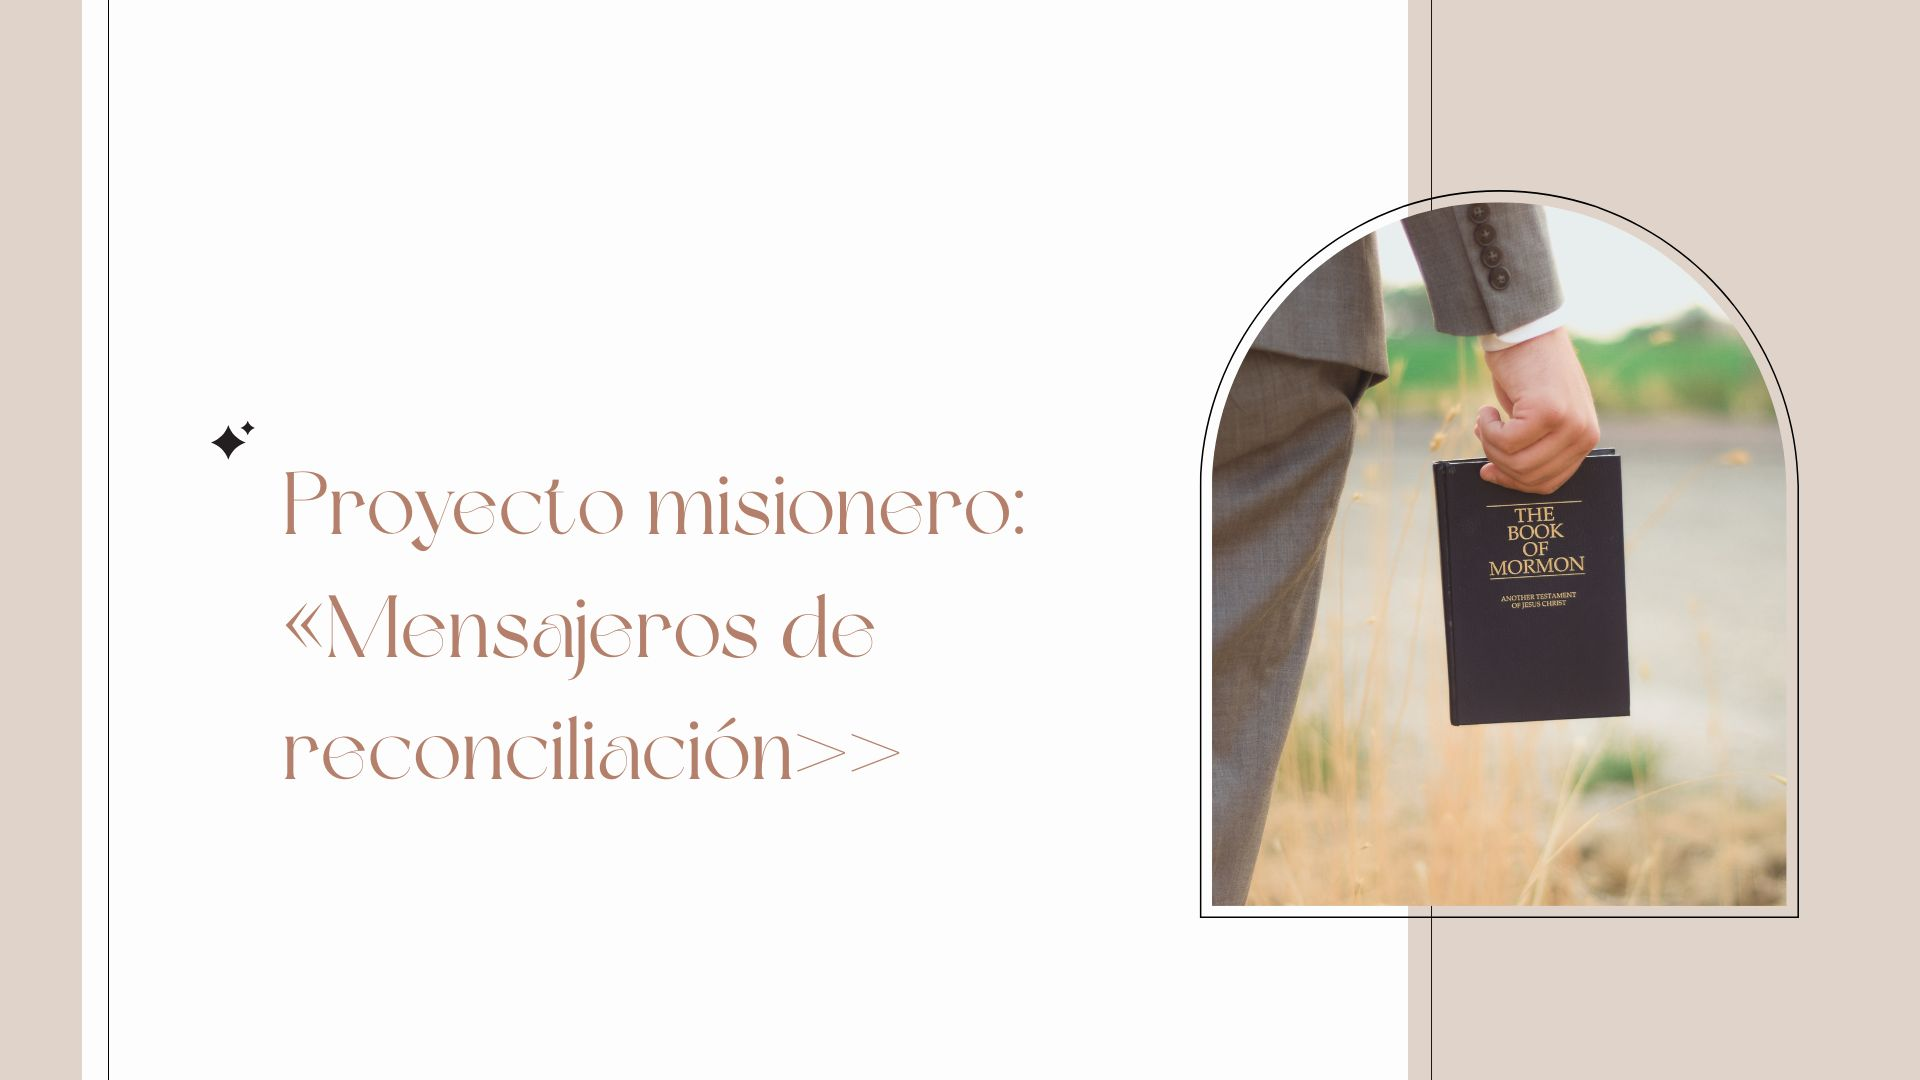 Proyecto misionero:
«Mensajeros de
reconciliación>>
THE
BOOK
OF
MORMON
ANOTHER TESTAMENT
OF JESUS CHRIST